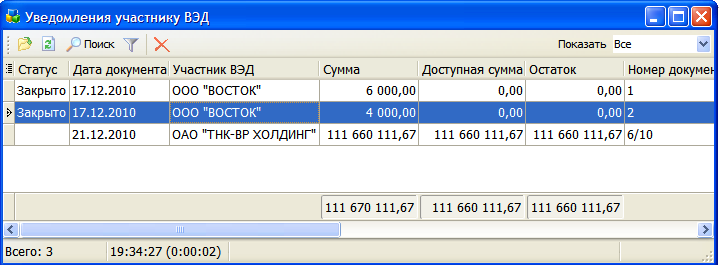 Уведомления участнику ВЭД
Поиск Показать Все
Статус Дата документа Участник ВЭД Сумма Доступная сумма Остаток Номер докумен
Закрыто 17.12.2010 ООО "ВОСТОК" 6 000,00 0,00 0,00 1
Закрыто 17.12.2010 ООО "ВОСТОК" 4 000,00 0,00 0,00 2
21.12.2010 ОАО "ТНК-ВР ХОЛДИНГ" 111 660 111,67 111 660 111,67 111 660 111,67 6/10
111 670 111,67 111 660 111,67 111 660 111,67
Всего: 3 19:34:27 (0:00:02)